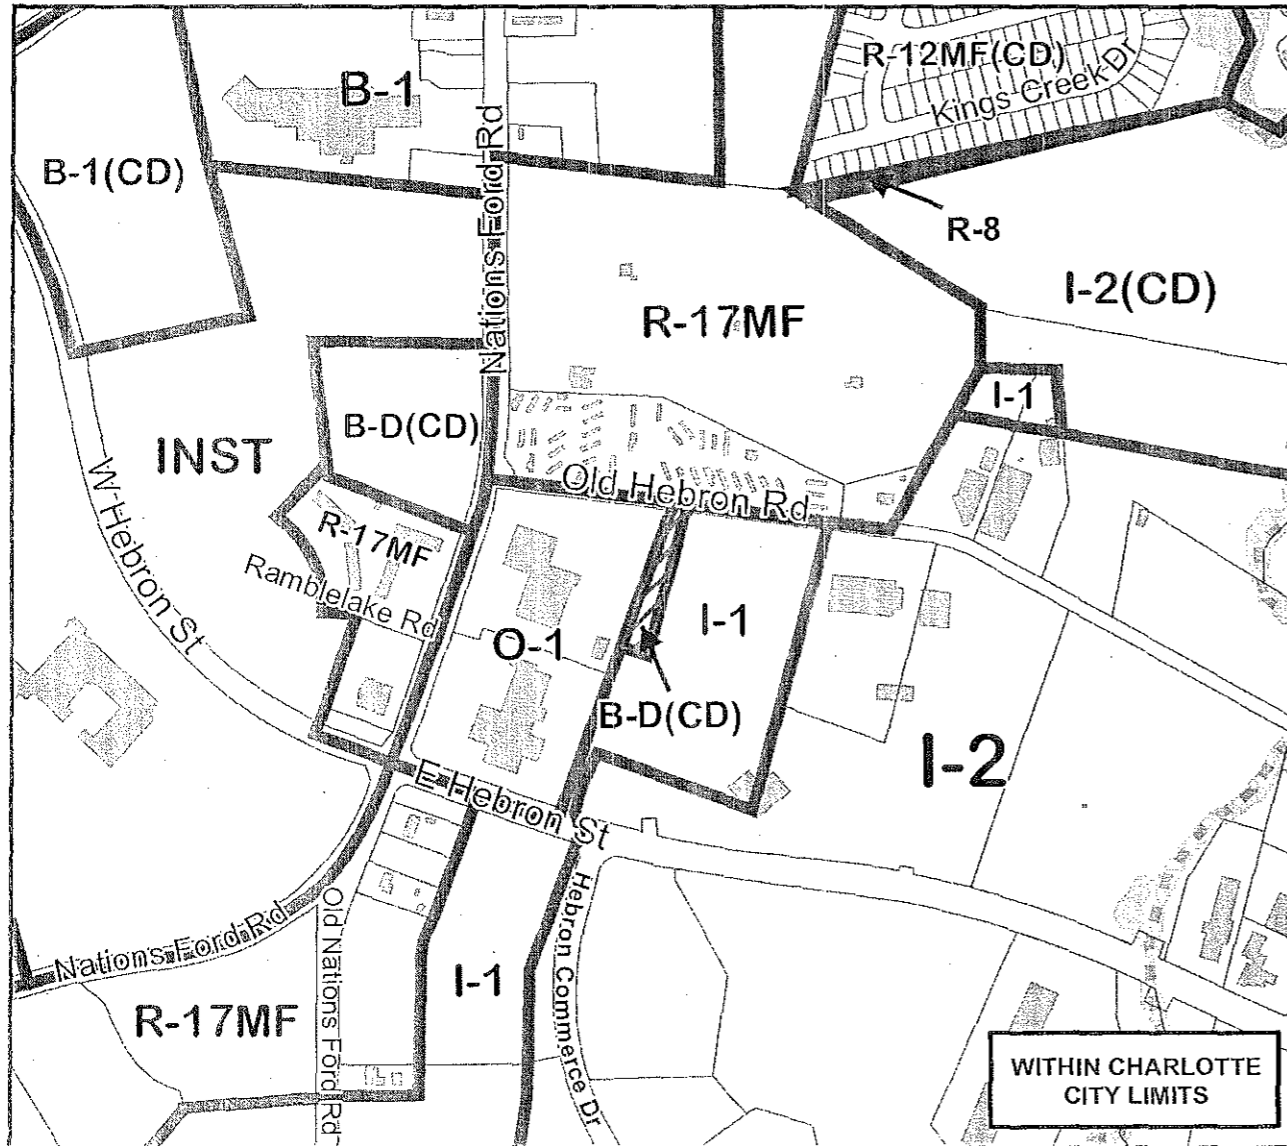 R-12MF(CD)
Kings Creek Dr
B-1
B-1(CD)
Nations Ford Rd
R-8
I-2(CD)
R-17MF
I-1
B-D(CD)
INST
W Hebron St
Old Hebron Rd
R-17MF
Ramblelake Rd
O-1
I-1
B-D(CD)
I-2
E Hebron St
Old Nations Ford Rd
Hebron Commerce Dr
Nations Ford Rd
I-1
R-17MF
WITHIN CHARLOTTE
CITY LIMITS